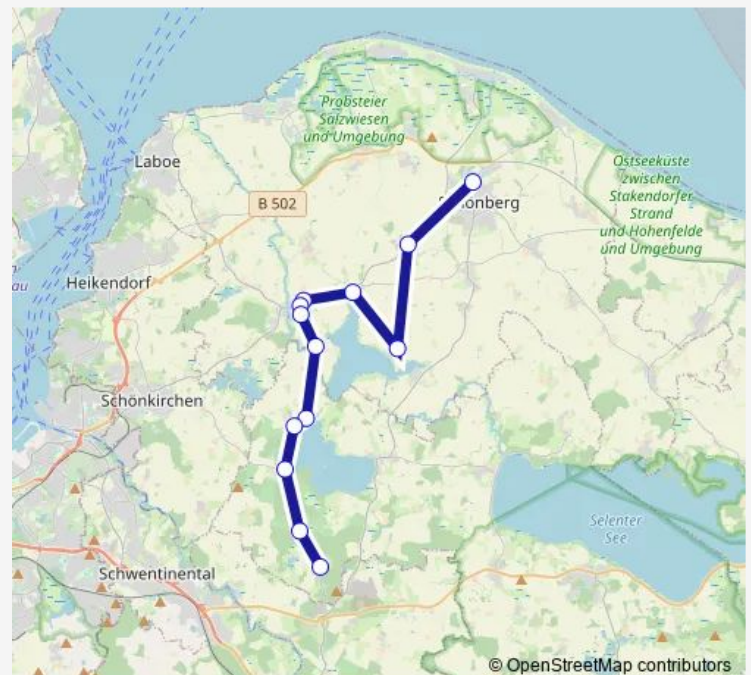 Probsteier
Salzwiesen
und Umgebung
Laboe
Ostseeküste
zwischen
Stakendorfer
Strand
und Hohenfelde
und Umgebung
B 502
Heikendorf
Schönkirchen
Selenter
See
Schwentinental
© OpenStreetMap contributors